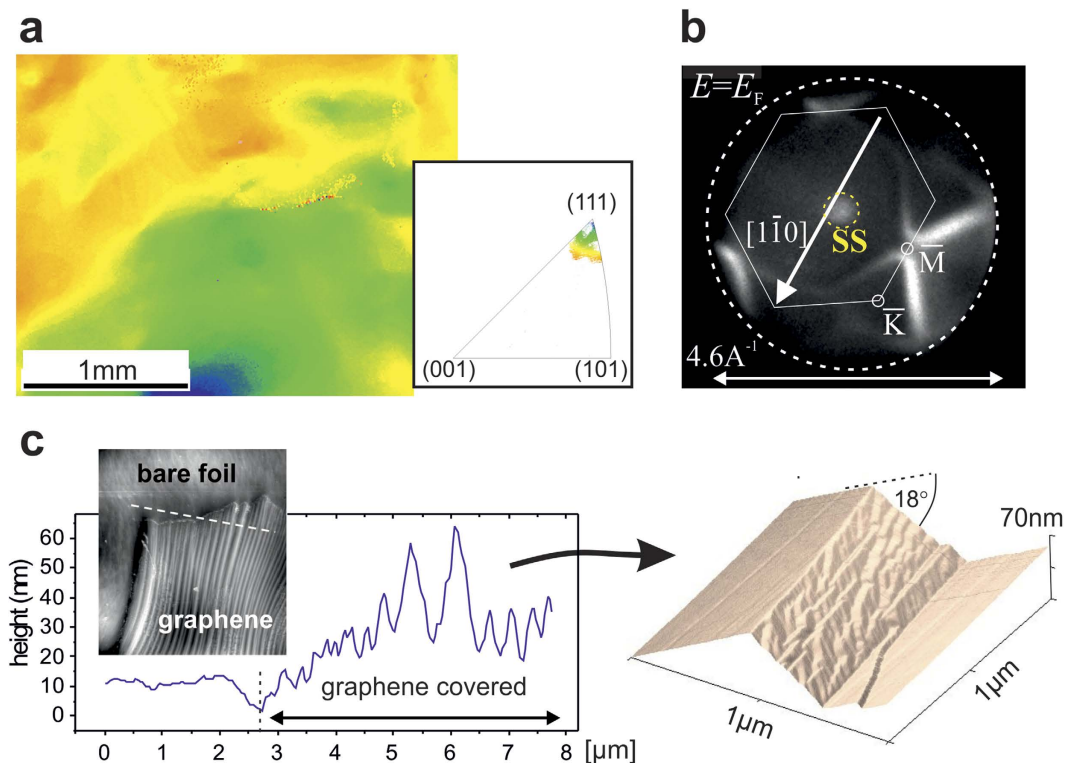 a
1mm
(111)
(001)
(101)
b
E=E_F
[11̄0]
SS
M̄
K̄
4.6A⁻¹
c
bare foil
graphene
height (nm)
60
50
40
30
20
10
0
graphene covered
0 1 2 3 4 5 6 7 8 [µm]
18°
70nm
1µm
1µm